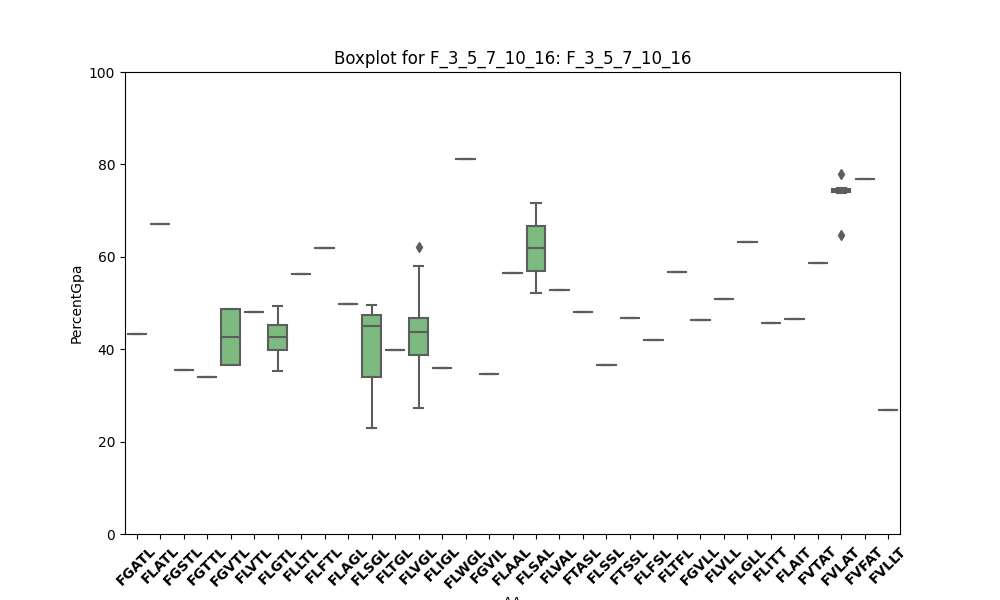 Boxplot for F_3_5_7_10_16: F_3_5_7_10_16
100
80
60
40
20
0
PercentGpa
FGATL
FLATL
FGSTL
FGTTL
FGVTL
FLVTL
FLGTL
FLLTL
FLFTL
FLAGL
FLSGL
FLTGL
FLVGL
FLIGL
FLWGL
FGVIL
FLAAL
FLSAL
FLVAL
FTASL
FLSSL
FTSSL
FLFSL
FLTFL
FGVLL
FLVLL
FLGLL
FLITT
FLAIT
FVTAT
FVLAT
FVFAT
FVLLT